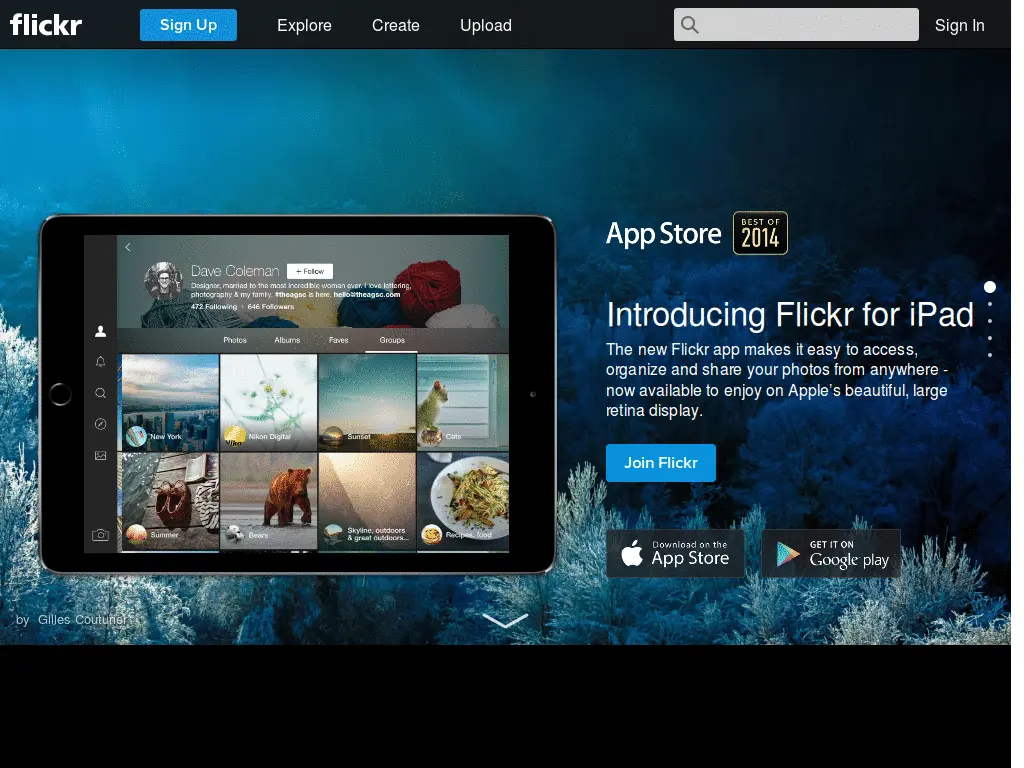 flickr
Sign Up
Explore
Create
Upload
Sign In
App Store
BEST OF
2014
Dave Coleman
+ Follow
Designer, married to the most incredible woman ever. I love lettering,
photography & my family. #theagsc is here. hello@theagsc.com
472 Following · 646 Followers
Photos
Albums
Faves
Groups
New York
Nikon Digital
Sunset
Cats
Summer
Bears
Skyline, outdoors
& great outdoors...
Recipes, food
Introducing Flickr for iPad
The new Flickr app makes it easy to access,
organize and share your photos from anywhere -
now available to enjoy on Apple's beautiful, large
retina display.
Join Flickr
Download on the
App Store
GET IT ON
Google play
by Gilles Couturier